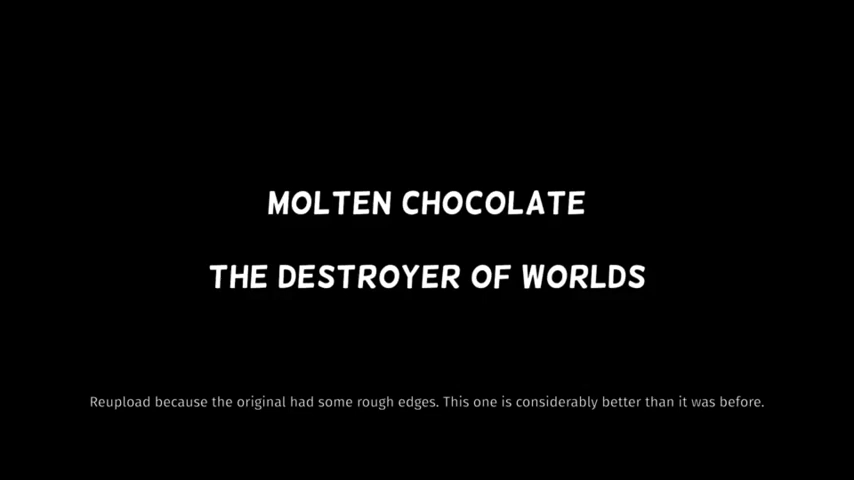 MOLTEN CHOCOLATE
THE DESTROYER OF WORLDS
Reupload because the original had some rough edges. This one is considerably better than it was before.